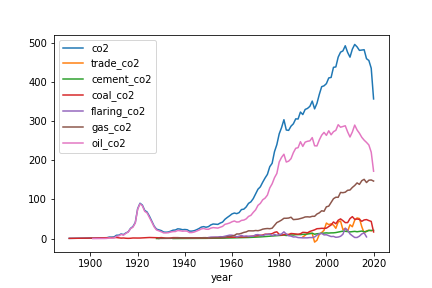 500
400
300
200
100
0
co2
trade_co2
cement_co2
coal_co2
flaring_co2
gas_co2
oil_co2
1900 1920 1940 1960 1980 2000 2020
year